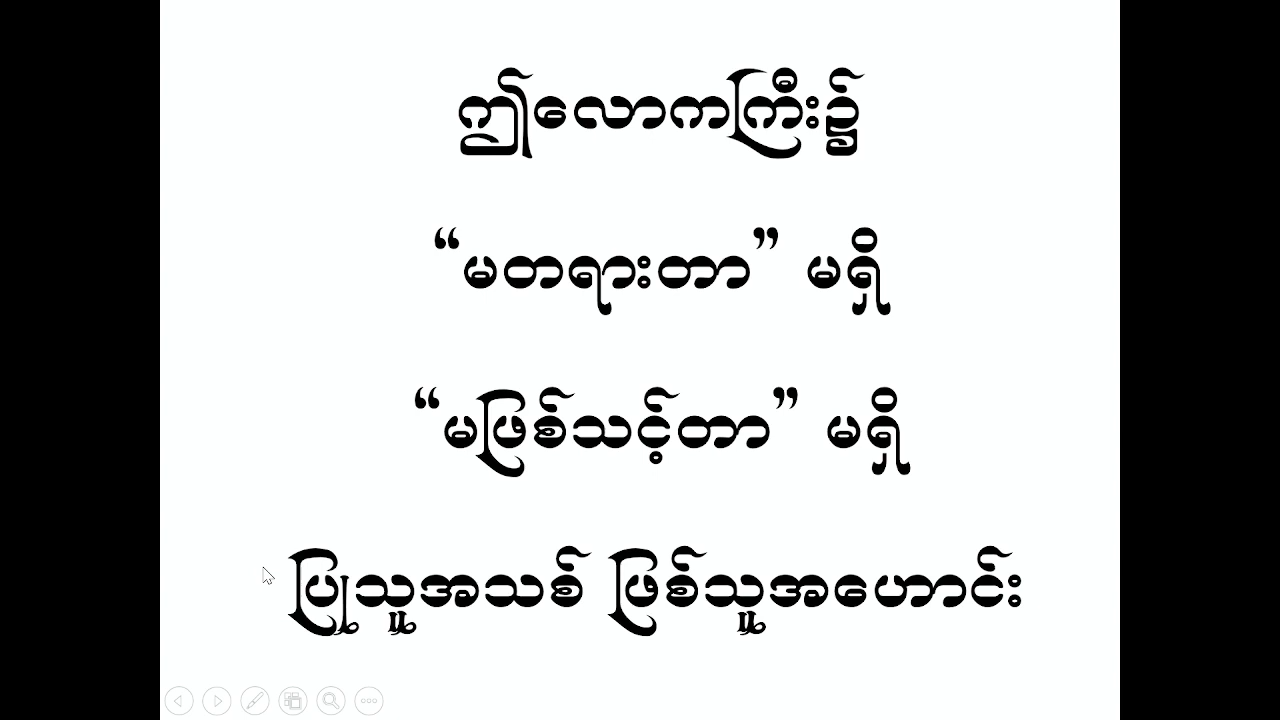 ဤလောကကြီး၌
“မတရားတာ” မရှိ
“မဖြစ်သင့်တာ” မရှိ
ပြုသူအသစ် ဖြစ်သူအဟောင်း